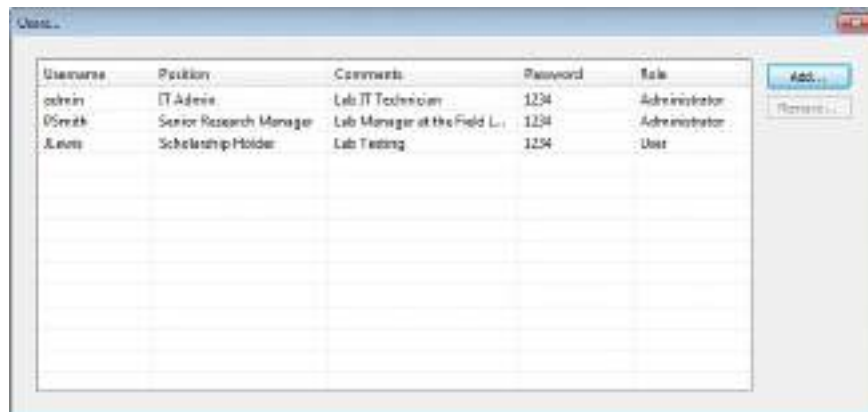 Users...
Username Position Comments Password Role
admin IT Admin Lab IT Technician 1234 Administrator
PSmith Senior Research Manager Lab Manager at the Field L... 1234 Administrator
JLewis Scholarship Holder Lab Testing 1234 User
Add...
Remove...